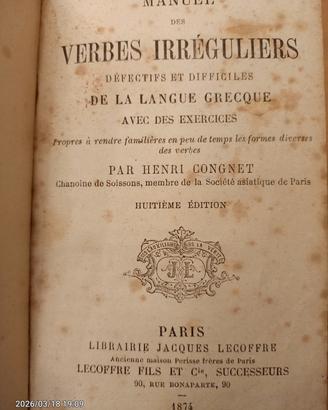 MANUEL
DES
VERBES IRRÉGULIERS
DÉFECTIFS ET DIFFICILES
DE LA LANGUE GRECQUE
AVEC DES EXERCICES
Propres à rendre familières en peu de temps les formes diverses
des verbes
PAR HENRI CONGNET
Chanoine de Soissons, membre de la Société asiatique de Paris
HUITIÈME ÉDITION
PARIS
LIBRAIRIE JACQUES LECOFFRE
Ancienne maison Perisse frères de Paris
LECOFFRE FILS ET Cie, SUCCESSEURS
90, RUE BONAPARTE, 90
1874
2026/03/18 19:09